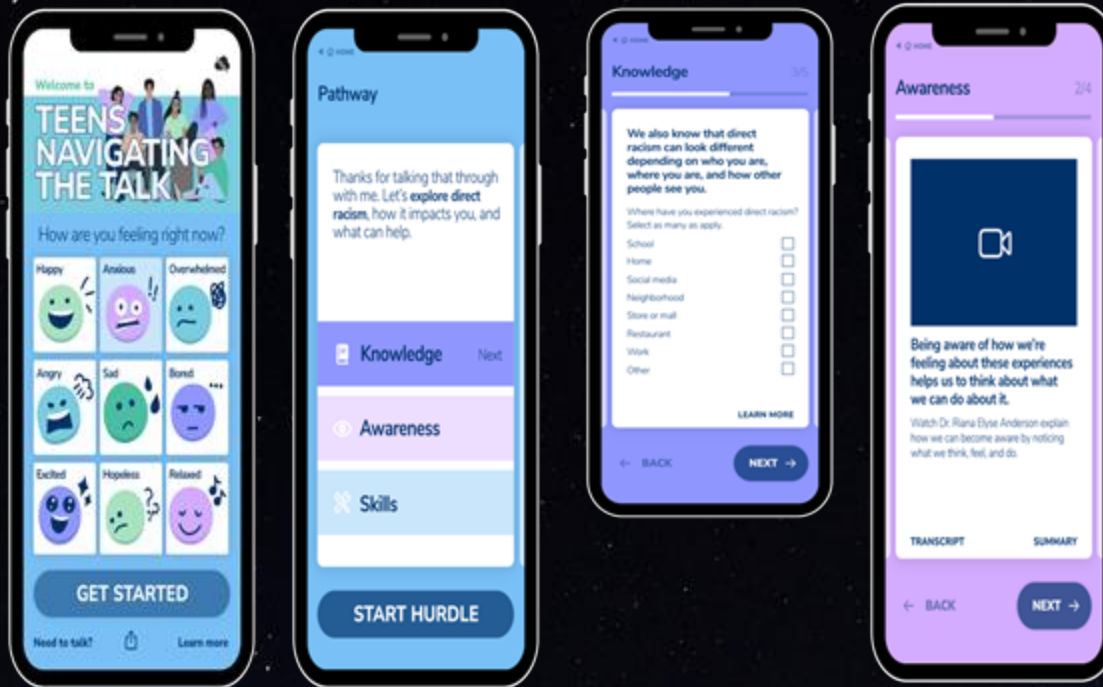 Welcome to
TEENS
NAVIGATING
THE TALK
How are you feeling right now?
Happy
Anxious
Overwhelmed
Angry
Sad
Bored
Excited
Hopeless
Relaxed
GET STARTED
Need to talk?
Learn more
HOME
Pathway
Thanks for talking that through
with me. Let's explore direct
racism, how it impacts you, and
what can help.
Knowledge Next
Awareness
Skills
START HURDLE
HOME
Knowledge 3/5
We also know that direct
racism can look different
depending on who you are,
where you are, and how other
people see you.
Where have you experienced direct racism?
Select as many as apply.
School
Home
Social media
Neighborhood
Store or mall
Restaurant
Work
Other
LEARN MORE
← BACK
NEXT →
HOME
Awareness 2/4
Being aware of how we're
feeling about these experiences
helps us to think about what
we can do about it.
Watch Dr. Riana Elyse Anderson explain
how we can become aware by noticing
what we think, feel, and do.
TRANSCRIPT SUMMARY
← BACK
NEXT →